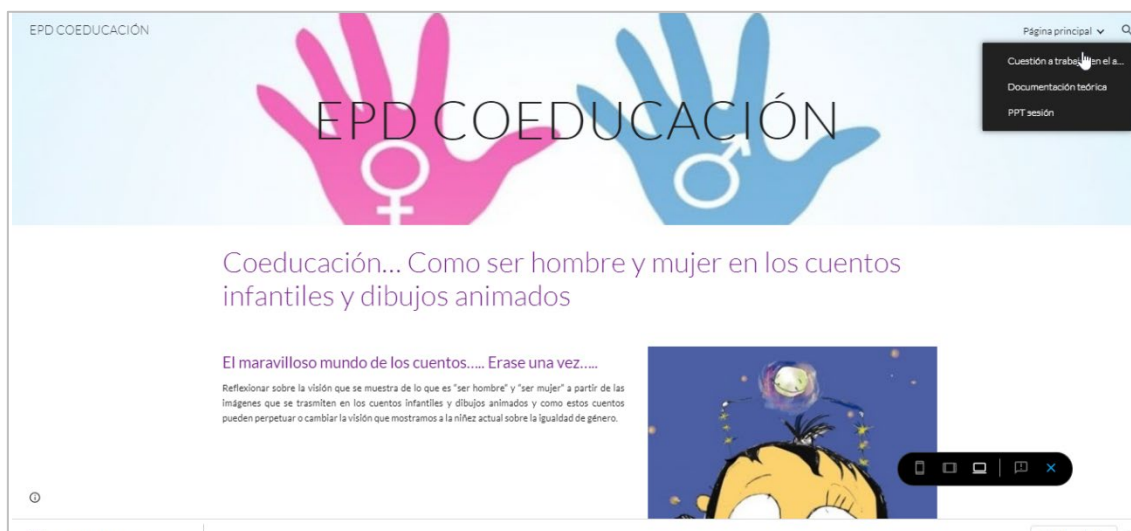 EPD COEDUCACIÓN
Página principal
Cuestión a trabajar en el a...
Documentación teórica
PPT sesión
EPD COEDUCACIÓN
Coeducación... Como ser hombre y mujer en los cuentos
infantiles y dibujos animados
El maravilloso mundo de los cuentos..... Erase una vez.....
Reflexionar sobre la visión que se muestra de lo que es "ser hombre" y "ser mujer" a partir de las
imágenes que se trasmiten en los cuentos infantiles y dibujos animados y como estos cuentos
pueden perpetuar o cambiar la visión que mostramos a la niñez actual sobre la igualdad de género.